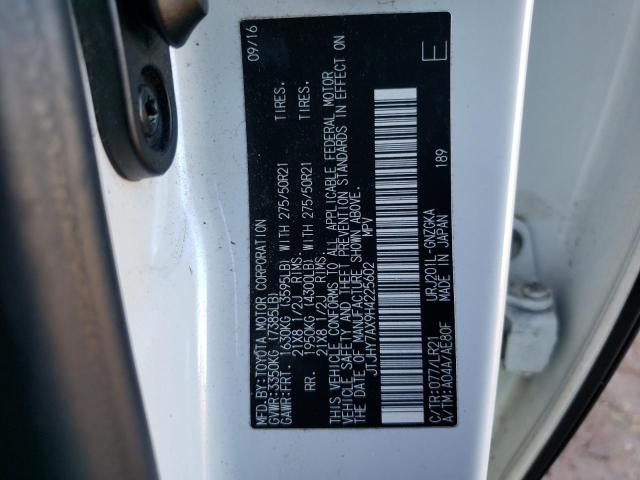 MFD.BY:TOYOTA MOTOR CORPORATION 09/16
GVWR:3350KG (7385LB)
GAWR:FRT. 1630KG (3595LB) WITH 275/50R21 TIRES.
21X8 1/2J RIMS.
RR. 1950KG (4300LB) WITH 275/50R21 TIRES.
21X8 1/2J RIMS.
THIS VEHICLE CONFORMS TO ALL APPLICABLE FEDERAL MOTOR
VEHICLE SAFETY AND THEFT PREVENTION STANDARDS IN EFFECT ON
THE DATE OF MANUFACTURE SHOWN ABOVE.
JTJHY7AX9H4225602 MPV
C/TR:077/LR21 URJ201L-GNZGKA 189 E
A/TM:A04A/AE80F MADE IN JAPAN